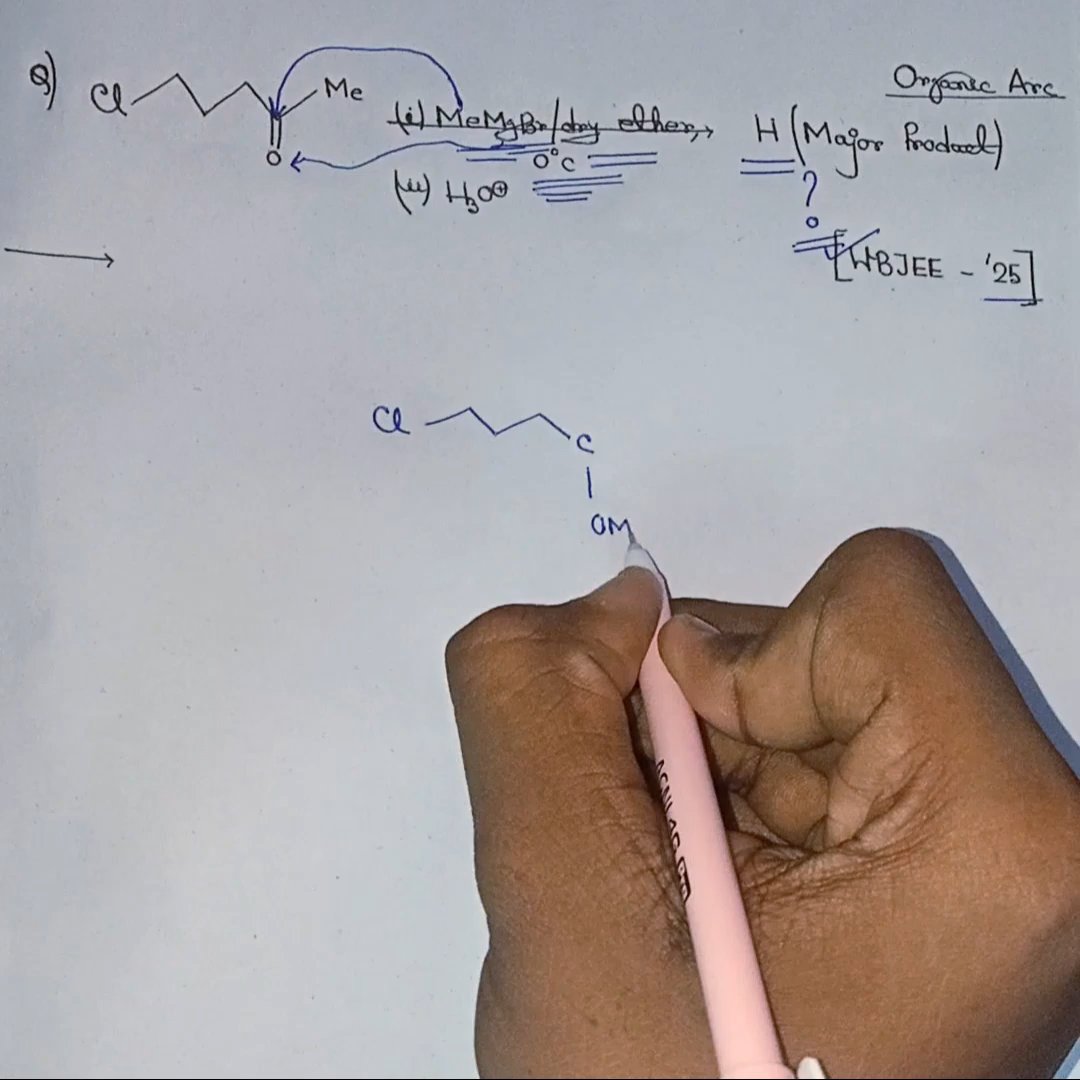 Organic Arc
Q) Cl Me
O
(i) MeMgBr/dry ether,
0°C
(ii) H₃O⊕
H (Major Product)
?
[WBJEE - '25]
Cl C
OM